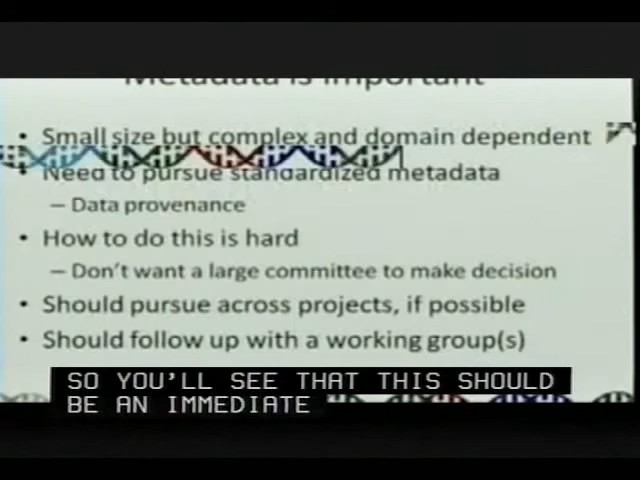 Metadata is important
• Small size but complex and domain dependent
• Need to pursue standardized metadata
– Data provenance
• How to do this is hard
– Don't want a large committee to make decision
• Should pursue across projects, if possible
• Should follow up with a working group(s)
SO YOU'LL SEE THAT THIS SHOULD
BE AN IMMEDIATE